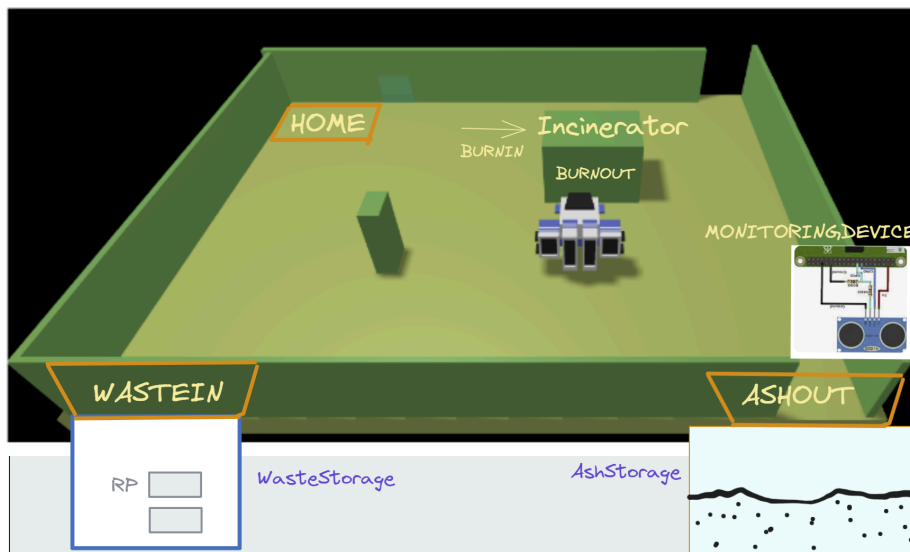 HOME
Incinerator
BURNIN
BURNOUT
MONITORING,DEVICE
WASTEIN
ASHOUT
RP
WasteStorage
AshStorage